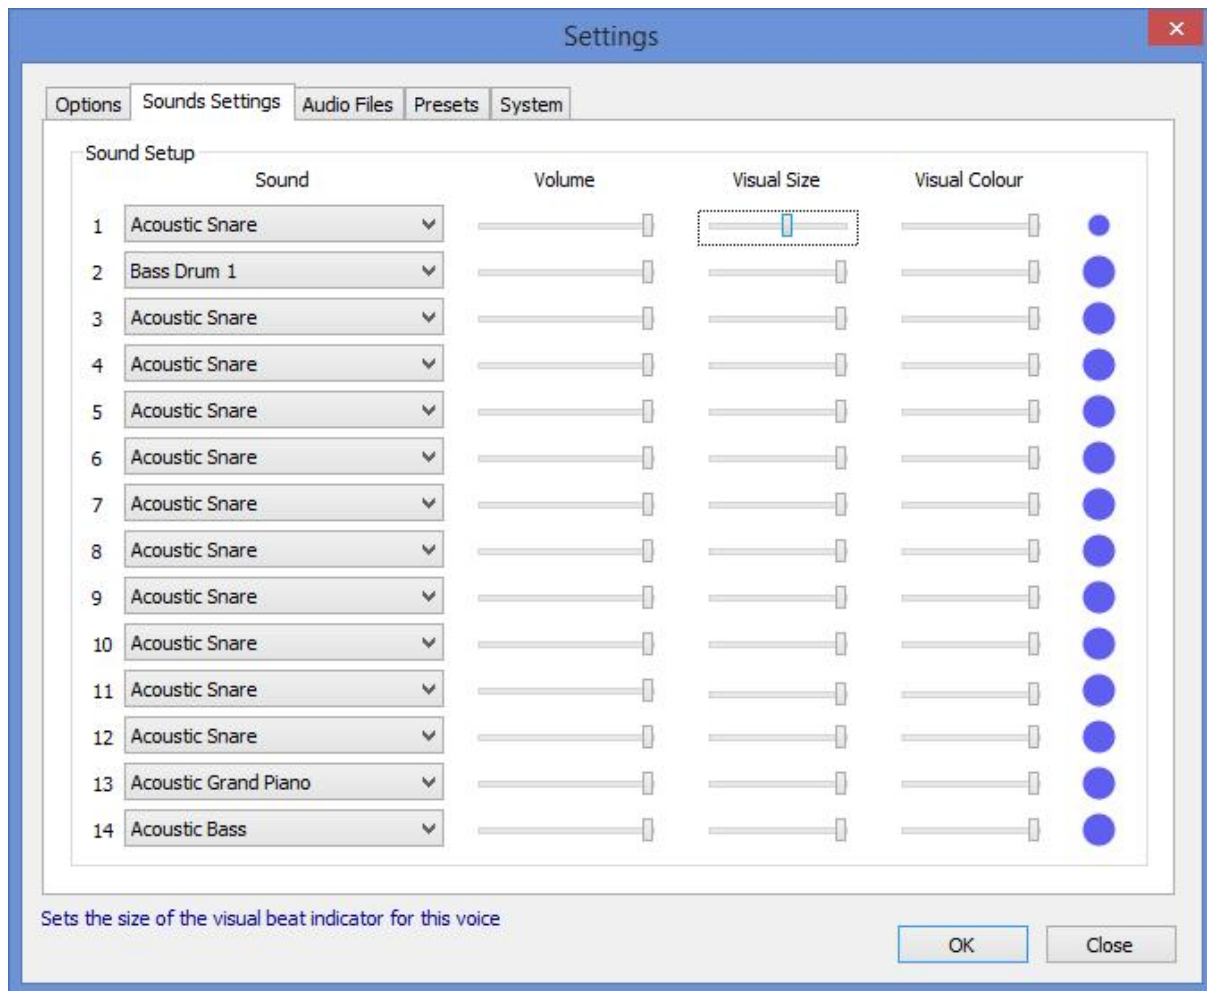 Settings
Options Sounds Settings Audio Files Presets System
Sound Setup
Sound Volume Visual Size Visual Colour
1 Acoustic Snare
2 Bass Drum 1
3 Acoustic Snare
4 Acoustic Snare
5 Acoustic Snare
6 Acoustic Snare
7 Acoustic Snare
8 Acoustic Snare
9 Acoustic Snare
10 Acoustic Snare
11 Acoustic Snare
12 Acoustic Snare
13 Acoustic Grand Piano
14 Acoustic Bass
Sets the size of the visual beat indicator for this voice
OK Close